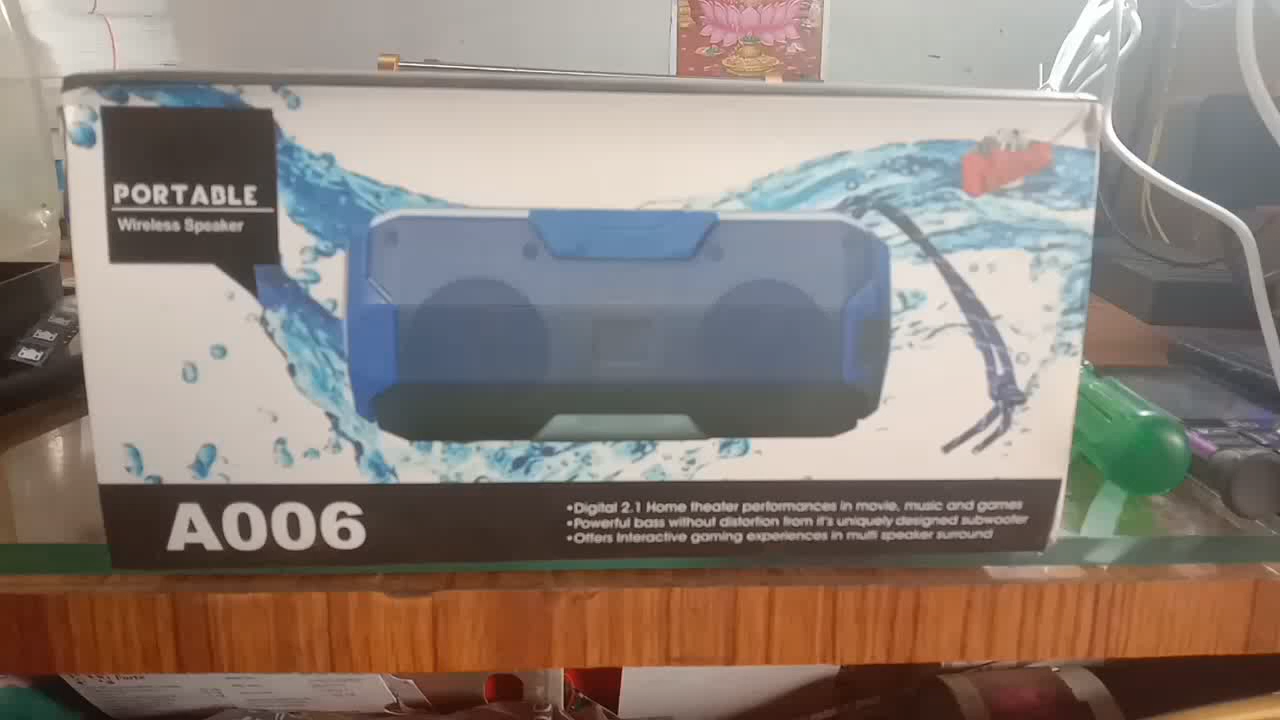 PORTABLE
Wireless Speaker
A006
•Digital 2.1 Home theater performances in movie, music and games
•Powerful bass without distortion from it's uniquely designed subwoofer
•Offers Interactive gaming experiences in multi speaker surround